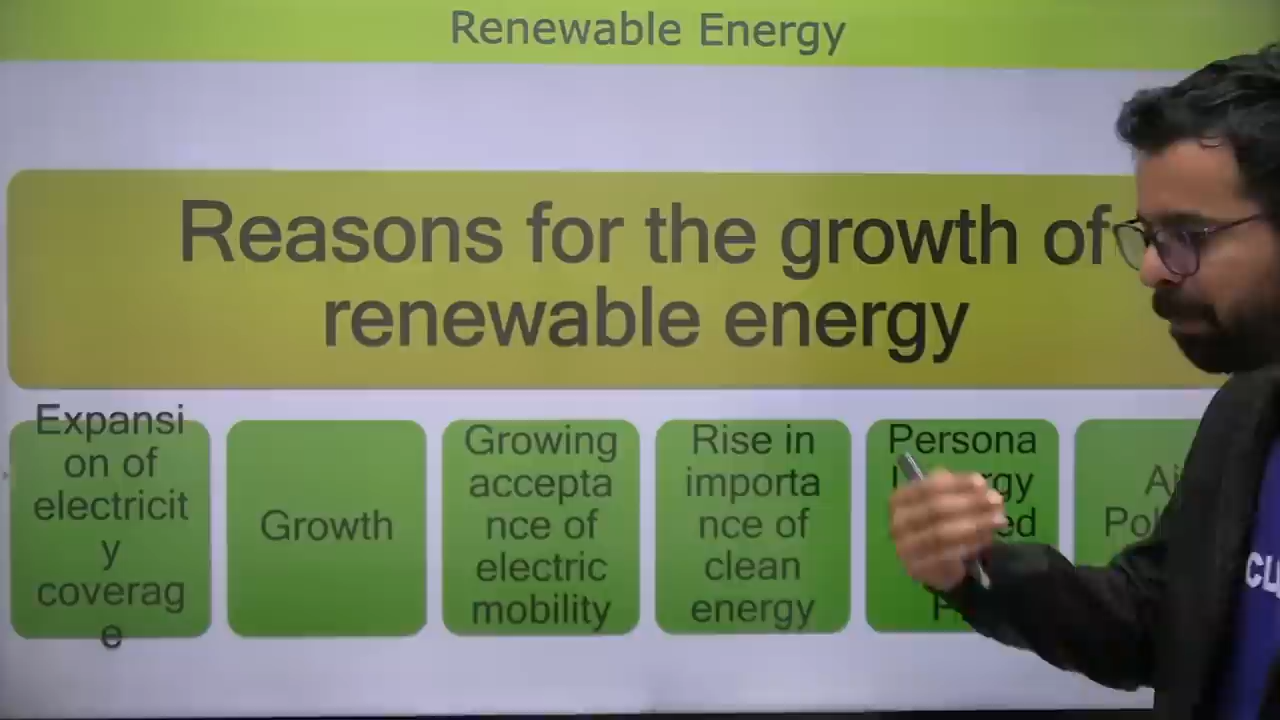 Renewable Energy
Reasons for the growth of
renewable energy
Expansi
on of
electricit
y
coverag
e
Growth
Growing
accepta
nce of
electric
mobility
Rise in
importa
nce of
clean
energy
Persona